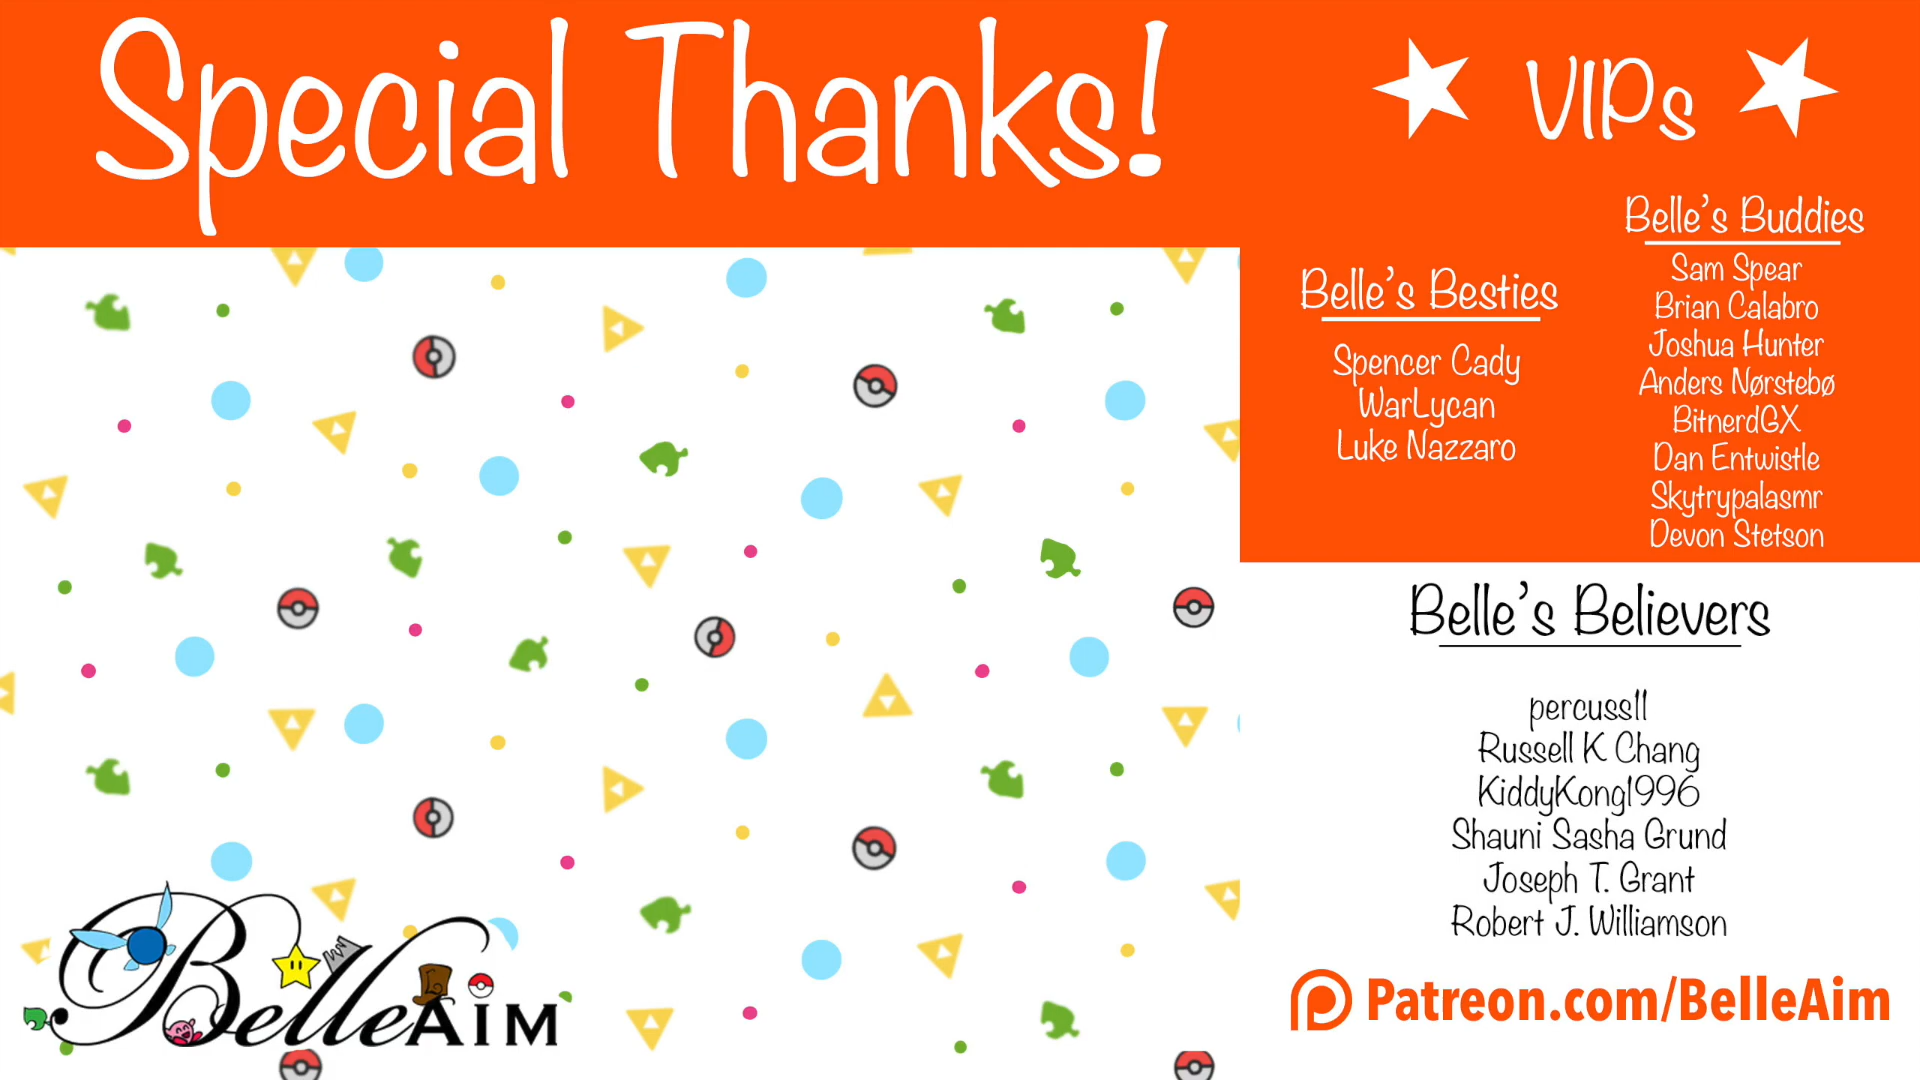 Special Thanks!
VIPs
Belle's Besties
Spencer Cady
WarLycan
Luke Nazzaro
Belle's Buddies
Sam Spear
Brian Calabro
Joshua Hunter
Anders Nørstebø
BitnerdGX
Dan Entwistle
Skytrypalasmr
Devon Stetson
Belle's Believers
percuss11
Russell K Chang
KiddyKong1996
Shauni Sasha Grund
Joseph T. Grant
Robert J. Williamson
BelleAim
Patreon.com/BelleAim